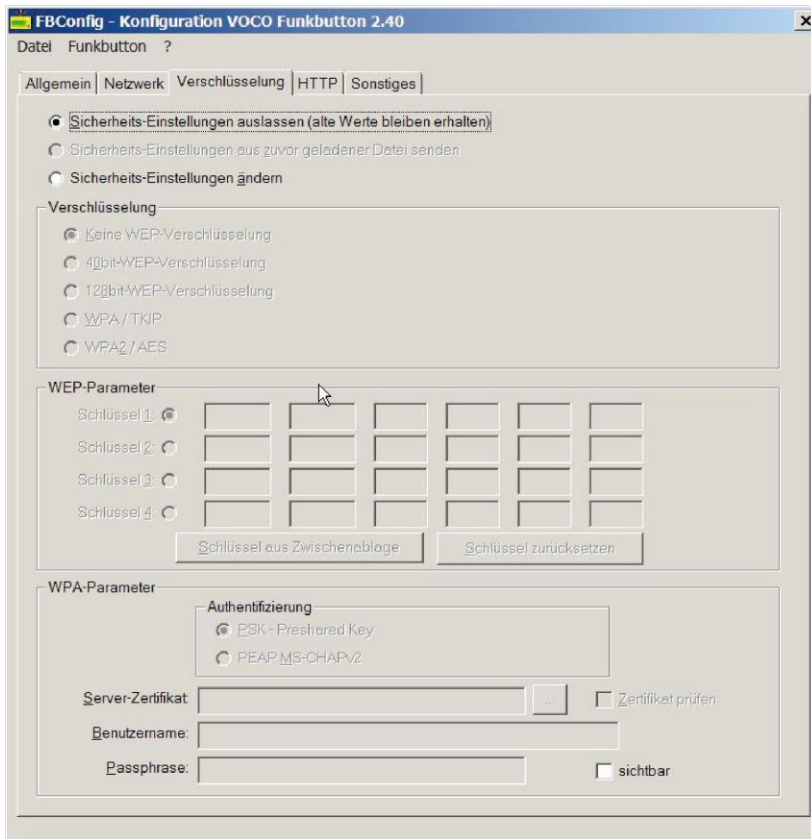 FBConfig - Konfiguration VOCO Funkbutton 2.40
Datei Funkbutton ?
Allgemein Netzwerk Verschlüsselung HTTP Sonstiges
Sicherheits-Einstellungen auslassen (alte Werte bleiben erhalten)
Sicherheits-Einstellungen aus zuvor geladener Datei senden
Sicherheits-Einstellungen ändern
Verschlüsselung
Keine WEP-Verschlüsselung
40bit-WEP-Verschlüsselung
128bit-WEP-Verschlüsselung
WPA / TKIP
WPA2 / AES
WEP-Parameter
Schlüssel 1:
Schlüssel 2:
Schlüssel 3:
Schlüssel 4:
Schlüssel aus Zwischenablage Schlüssel zurücksetzen
WPA-Parameter
Authentifizierung
PSK - Preshared Key
PEAP MS-CHAPv2
Server-Zertifikat: ... Zertifikat prüfen
Benutzername:
Passphrase: sichtbar